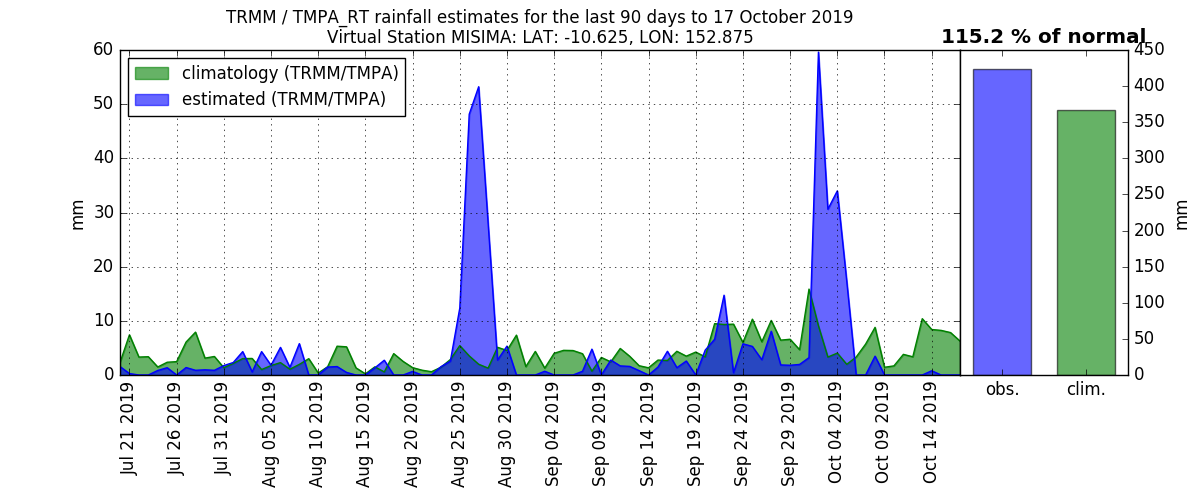 TRMM / TMPA_RT rainfall estimates for the last 90 days to 17 October 2019
Virtual Station MISIMA: LAT: -10.625, LON: 152.875
115.2 % of normal
climatology (TRMM/TMPA)
estimated (TRMM/TMPA)
60
50
40
30
20
10
0
mm
450
400
350
300
250
200
150
100
50
0
mm
Jul 21 2019
Jul 26 2019
Jul 31 2019
Aug 05 2019
Aug 10 2019
Aug 15 2019
Aug 20 2019
Aug 25 2019
Aug 30 2019
Sep 04 2019
Sep 09 2019
Sep 14 2019
Sep 19 2019
Sep 24 2019
Sep 29 2019
Oct 04 2019
Oct 09 2019
Oct 14 2019
obs.
clim.